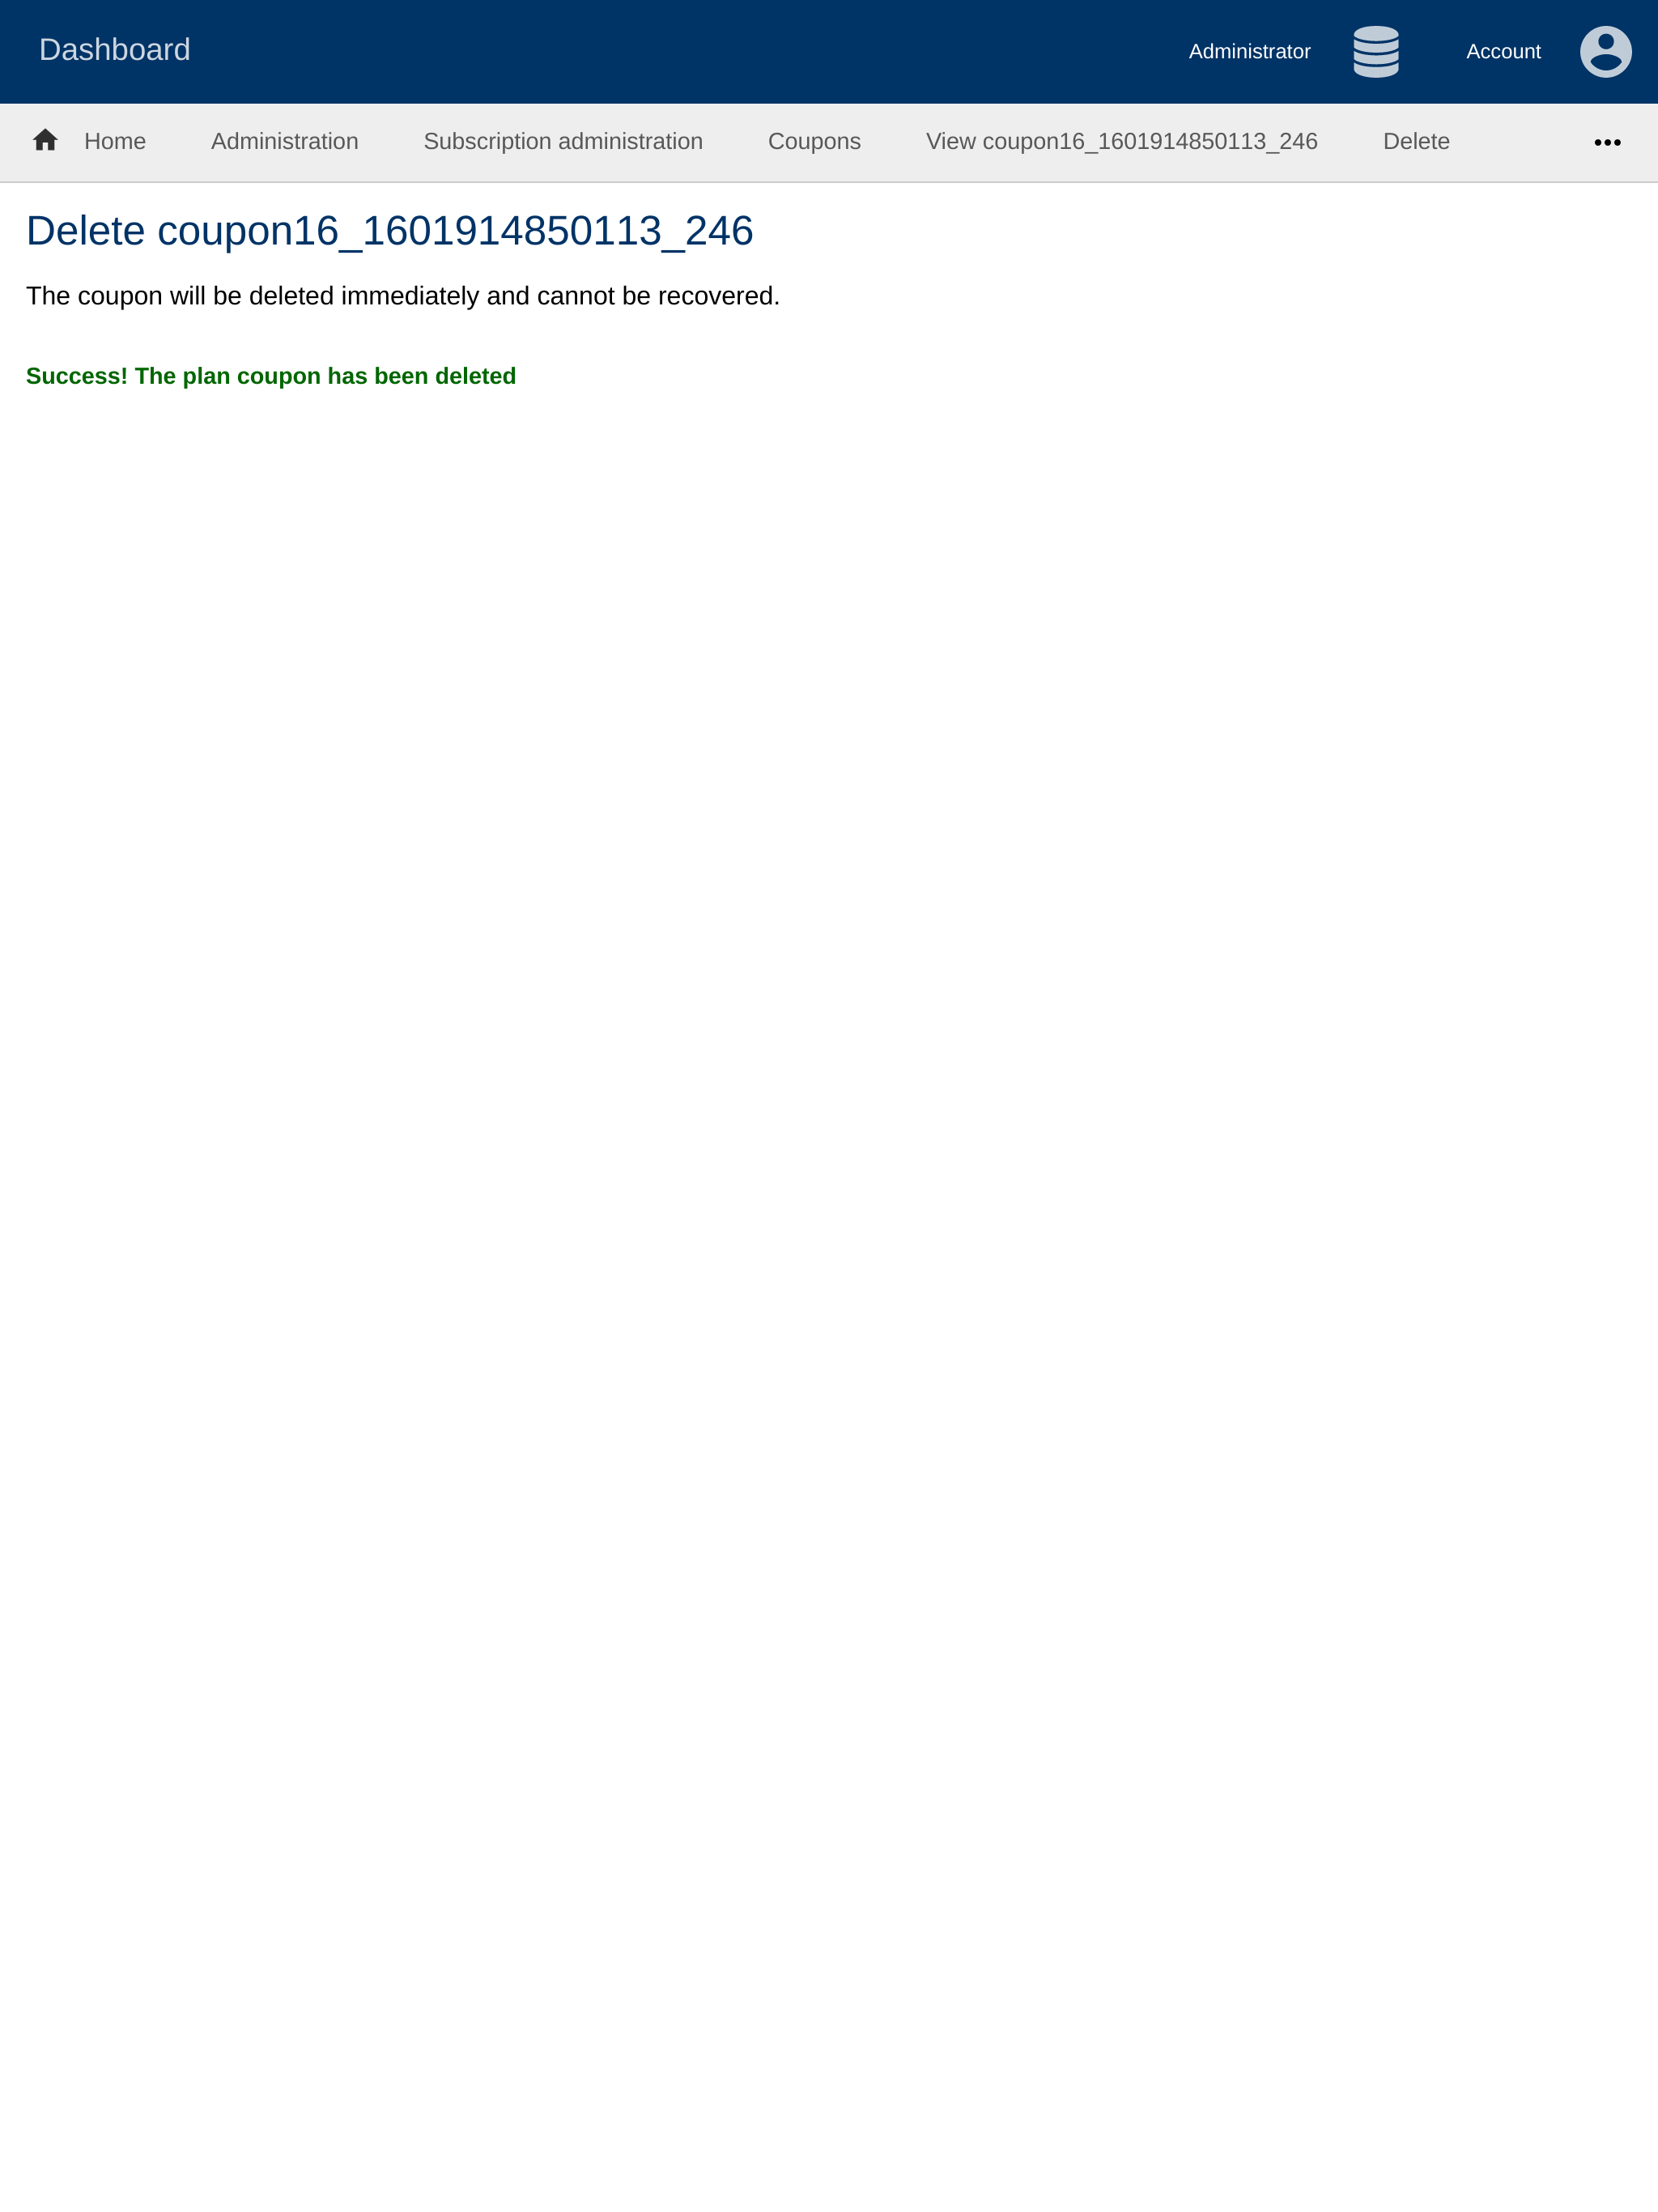 Dashboard
Administrator
Account
Home
Administration
Subscription administration
Coupons
View coupon16_1601914850113_246
Delete
Delete coupon16_1601914850113_246
The coupon will be deleted immediately and cannot be recovered.
Success! The plan coupon has been deleted